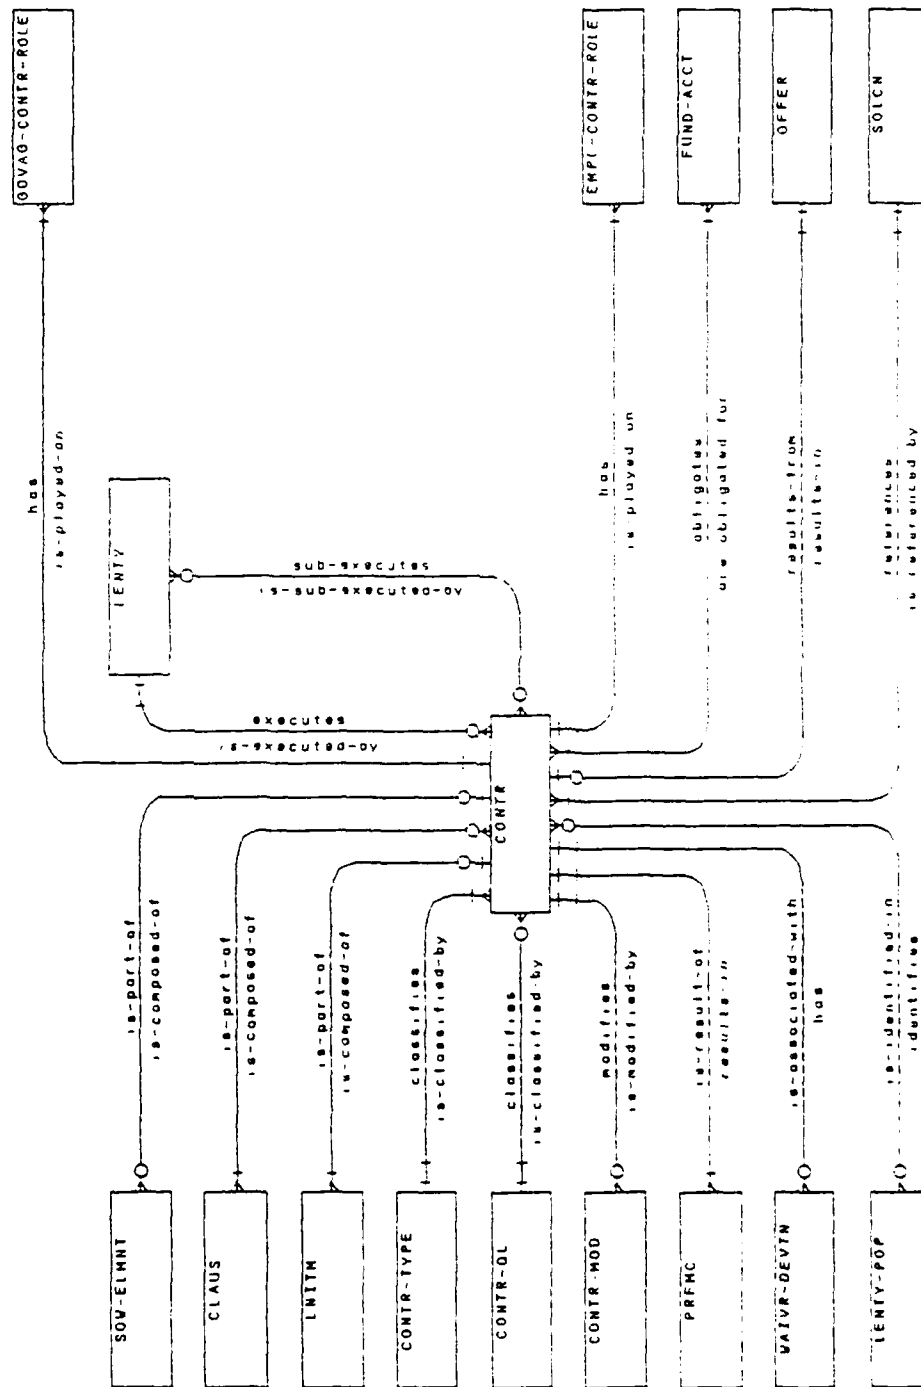 GOVAG-CONTR-ROLE
EMPL-CONTR-ROLE
FUND-ACCT
OFFER
SOLCN
has
is-played-on
IENTY
sub-executes
is-sub-executed-by
executes
is-executed-by
has
is-played on
obligates
are obligated for
results-from
results-in
references
is referenced by
CONTR
is-part-of
is-composed-of
is-part-of
is-composed-of
is-part-of
is-composed-of
classifies
is-classified-by
classifies
is-classified-by
modifies
is-modified-by
is-result-of
results-in
is-associated-with
has
is-identified-in
identifies
SOW-ELMNT
CLAUS
LNITM
CONTR-TYPE
CONTR-QL
CONTR-MOD
PRFMC
WAIVR-DEVTN
IENTY-POP